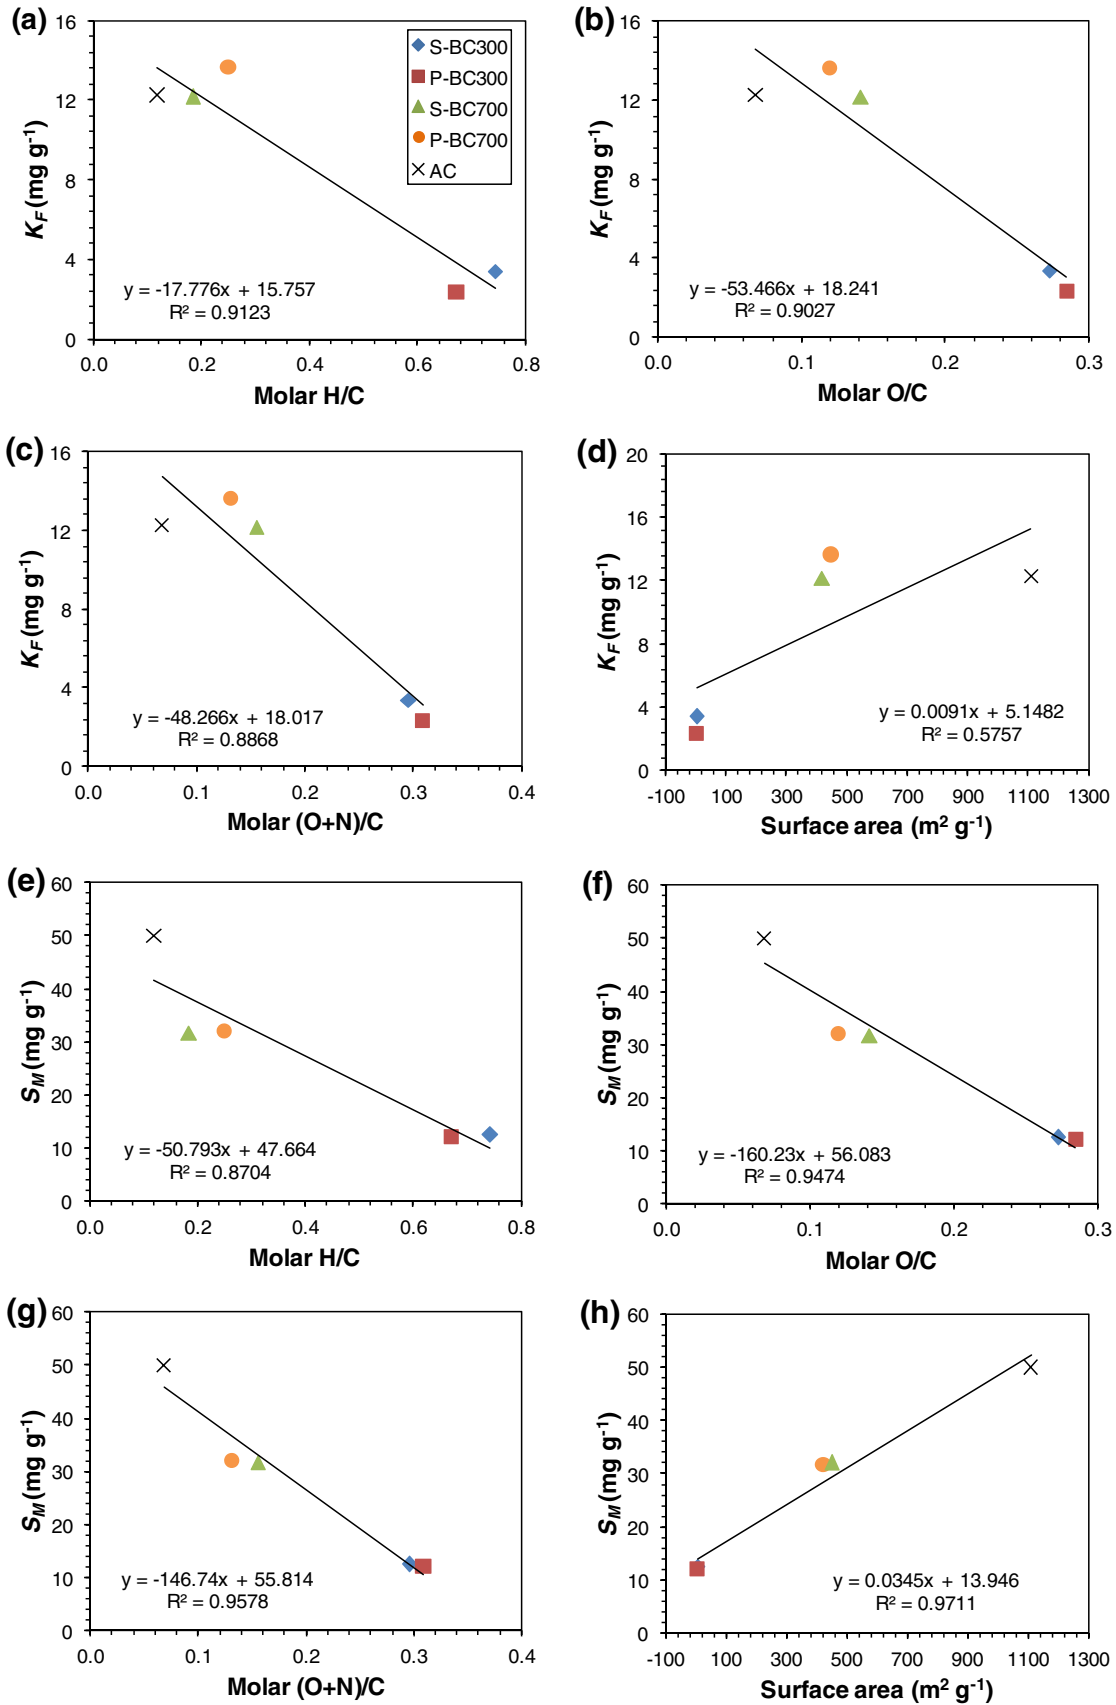 (a)
16
12
8
4
0
K_F (mg g⁻¹)
S-BC300
P-BC300
S-BC700
P-BC700
AC
y = -17.776x + 15.757
R² = 0.9123
0.0 0.2 0.4 0.6 0.8
Molar H/C
(b)
16
12
8
4
0
K_F (mg g⁻¹)
y = -53.466x + 18.241
R² = 0.9027
0.0 0.1 0.2 0.3
Molar O/C
(c)
16
12
8
4
0
K_F (mg g⁻¹)
y = -48.266x + 18.017
R² = 0.8868
0.0 0.1 0.2 0.3 0.4
Molar (O+N)/C
(d)
20
16
12
8
4
0
K_F (mg g⁻¹)
y = 0.0091x + 5.1482
R² = 0.5757
-100 100 300 500 700 900 1100 1300
Surface area (m² g⁻¹)
(e)
60
50
40
30
20
10
0
S_M (mg g⁻¹)
y = -50.793x + 47.664
R² = 0.8704
0.0 0.2 0.4 0.6 0.8
Molar H/C
(f)
60
50
40
30
20
10
0
S_M (mg g⁻¹)
y = -160.23x + 56.083
R² = 0.9474
0.0 0.1 0.2 0.3
Molar O/C
(g)
60
50
40
30
20
10
0
S_M (mg g⁻¹)
y = -146.74x + 55.814
R² = 0.9578
0.0 0.1 0.2 0.3 0.4
Molar (O+N)/C
(h)
60
50
40
30
20
10
0
S_M (mg g⁻¹)
y = 0.0345x + 13.946
R² = 0.9711
-100 100 300 500 700 900 1100 1300
Surface area (m² g⁻¹)